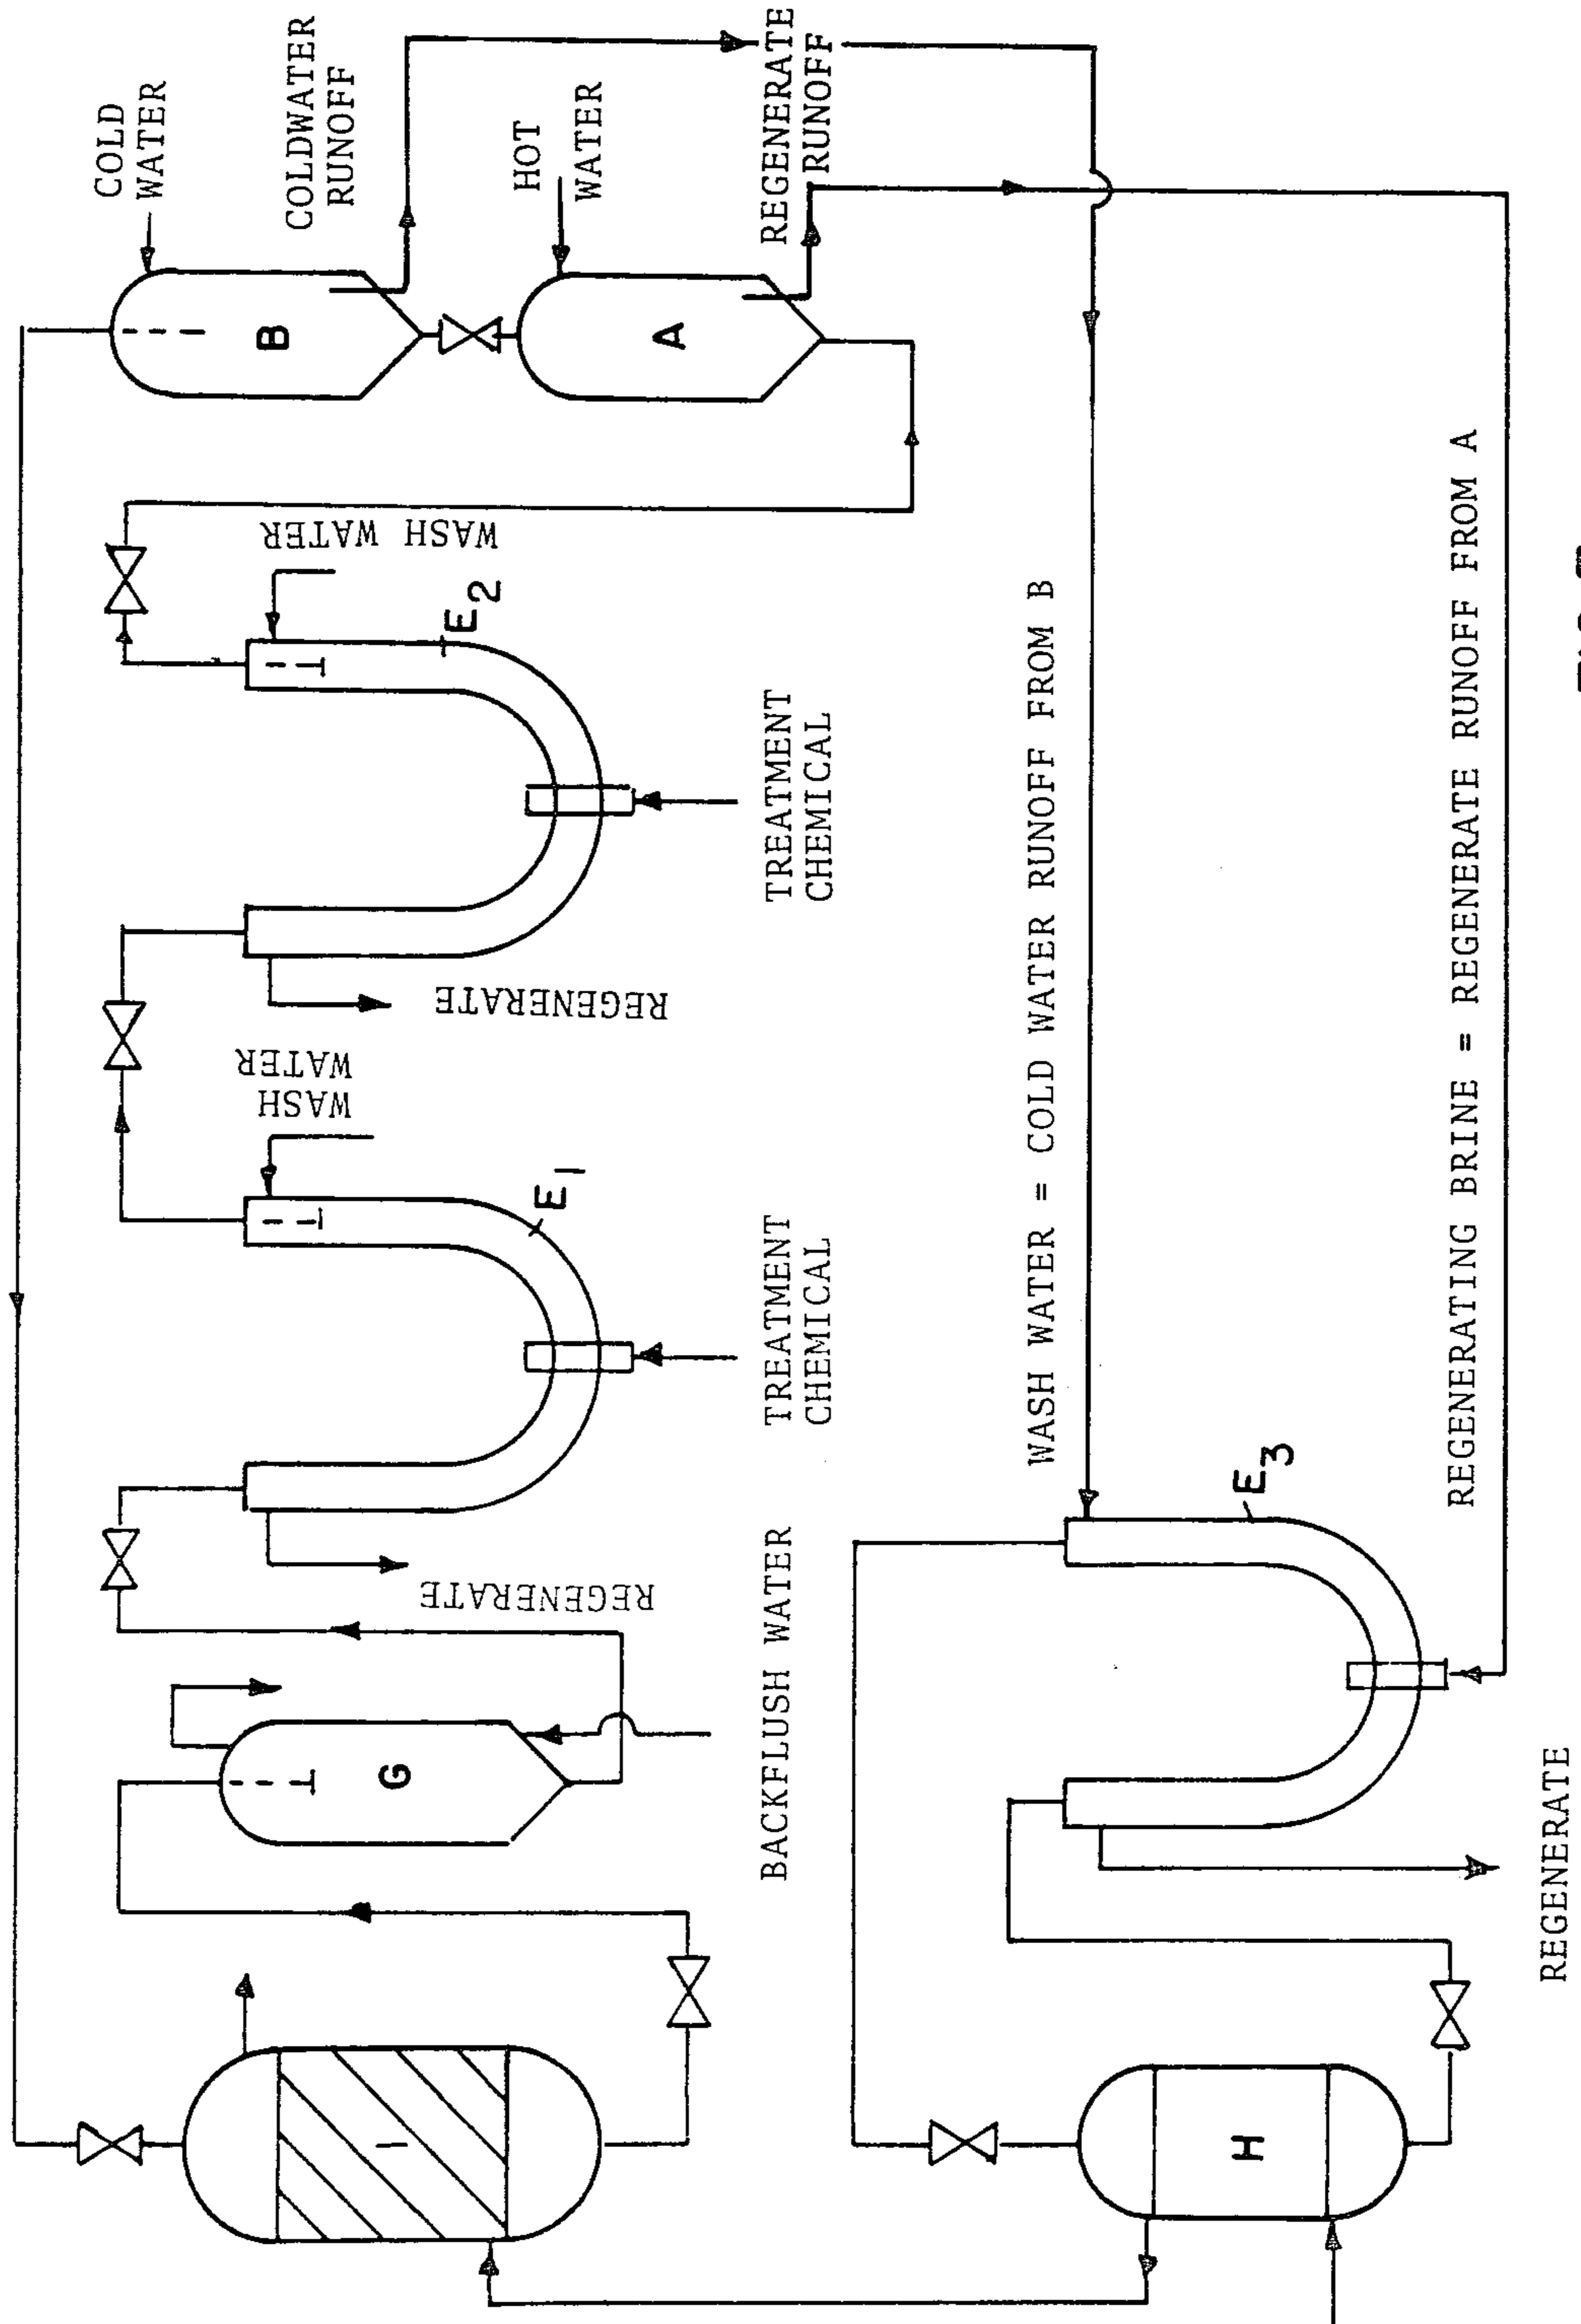 COLD
WATER
COLDWATER
RUNOFF
B
HOT
WATER
A
REGENERATE
RUNOFF
WASH WATER
E2
TREATMENT
CHEMICAL
REGENERATE
WASH
WATER
E1
TREATMENT
CHEMICAL
REGENERATE
G
BACKFLUSH WATER
I
WASH WATER = COLD WATER RUNOFF FROM B
REGENERATING BRINE = REGENERATE RUNOFF FROM A
E3
REGENERATE
H